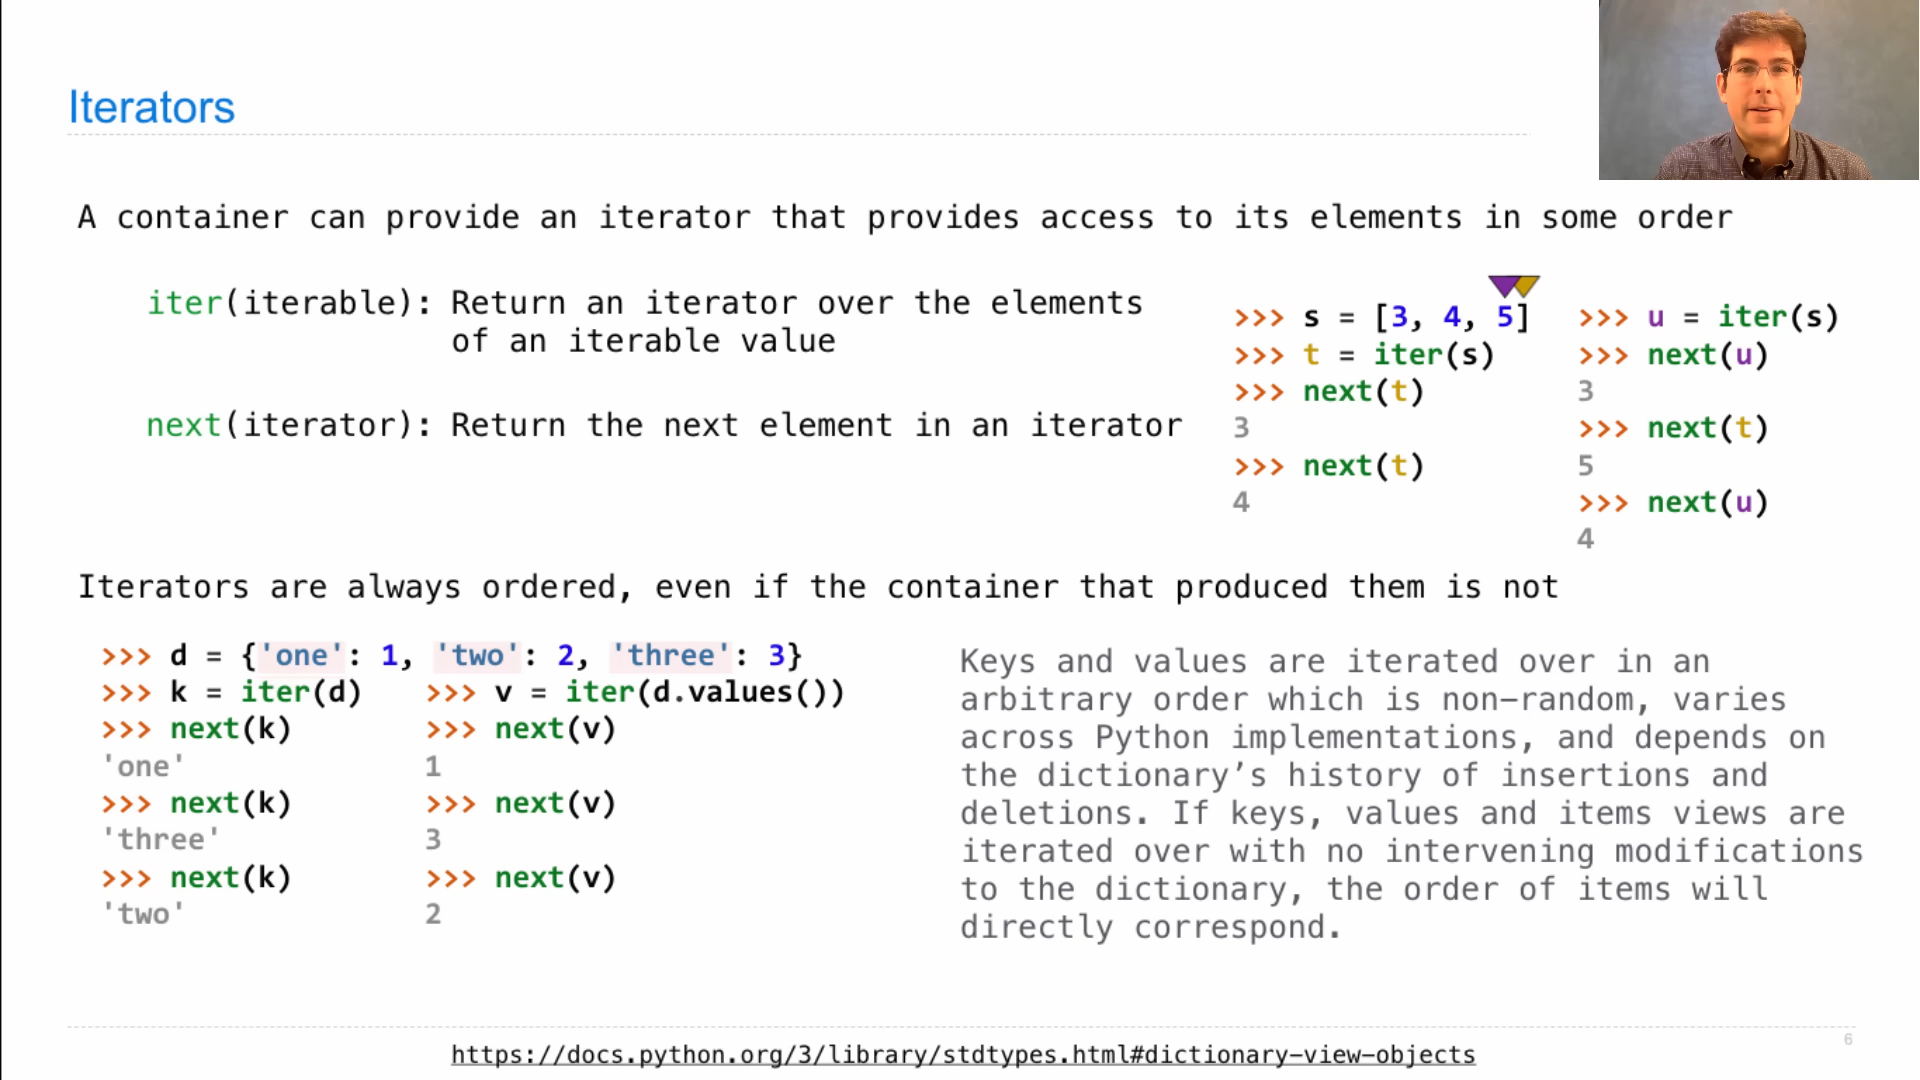 Iterators
A container can provide an iterator that provides access to its elements in some order
iter(iterable): Return an iterator over the elements
of an iterable value
next(iterator): Return the next element in an iterator
>>> s = [3, 4, 5]
>>> t = iter(s)
>>> next(t)
3
>>> next(t)
4
>>> u = iter(s)
>>> next(u)
3
>>> next(t)
5
>>> next(u)
4
Iterators are always ordered, even if the container that produced them is not
>>> d = {'one': 1, 'two': 2, 'three': 3}
>>> k = iter(d)
>>> next(k)
'one'
>>> next(k)
'three'
>>> next(k)
'two'
>>> v = iter(d.values())
>>> next(v)
1
>>> next(v)
3
>>> next(v)
2
Keys and values are iterated over in an
arbitrary order which is non-random, varies
across Python implementations, and depends on
the dictionary’s history of insertions and
deletions. If keys, values and items views are
iterated over with no intervening modifications
to the dictionary, the order of items will
directly correspond.
https://docs.python.org/3/library/stdtypes.html#dictionary-view-objects
6